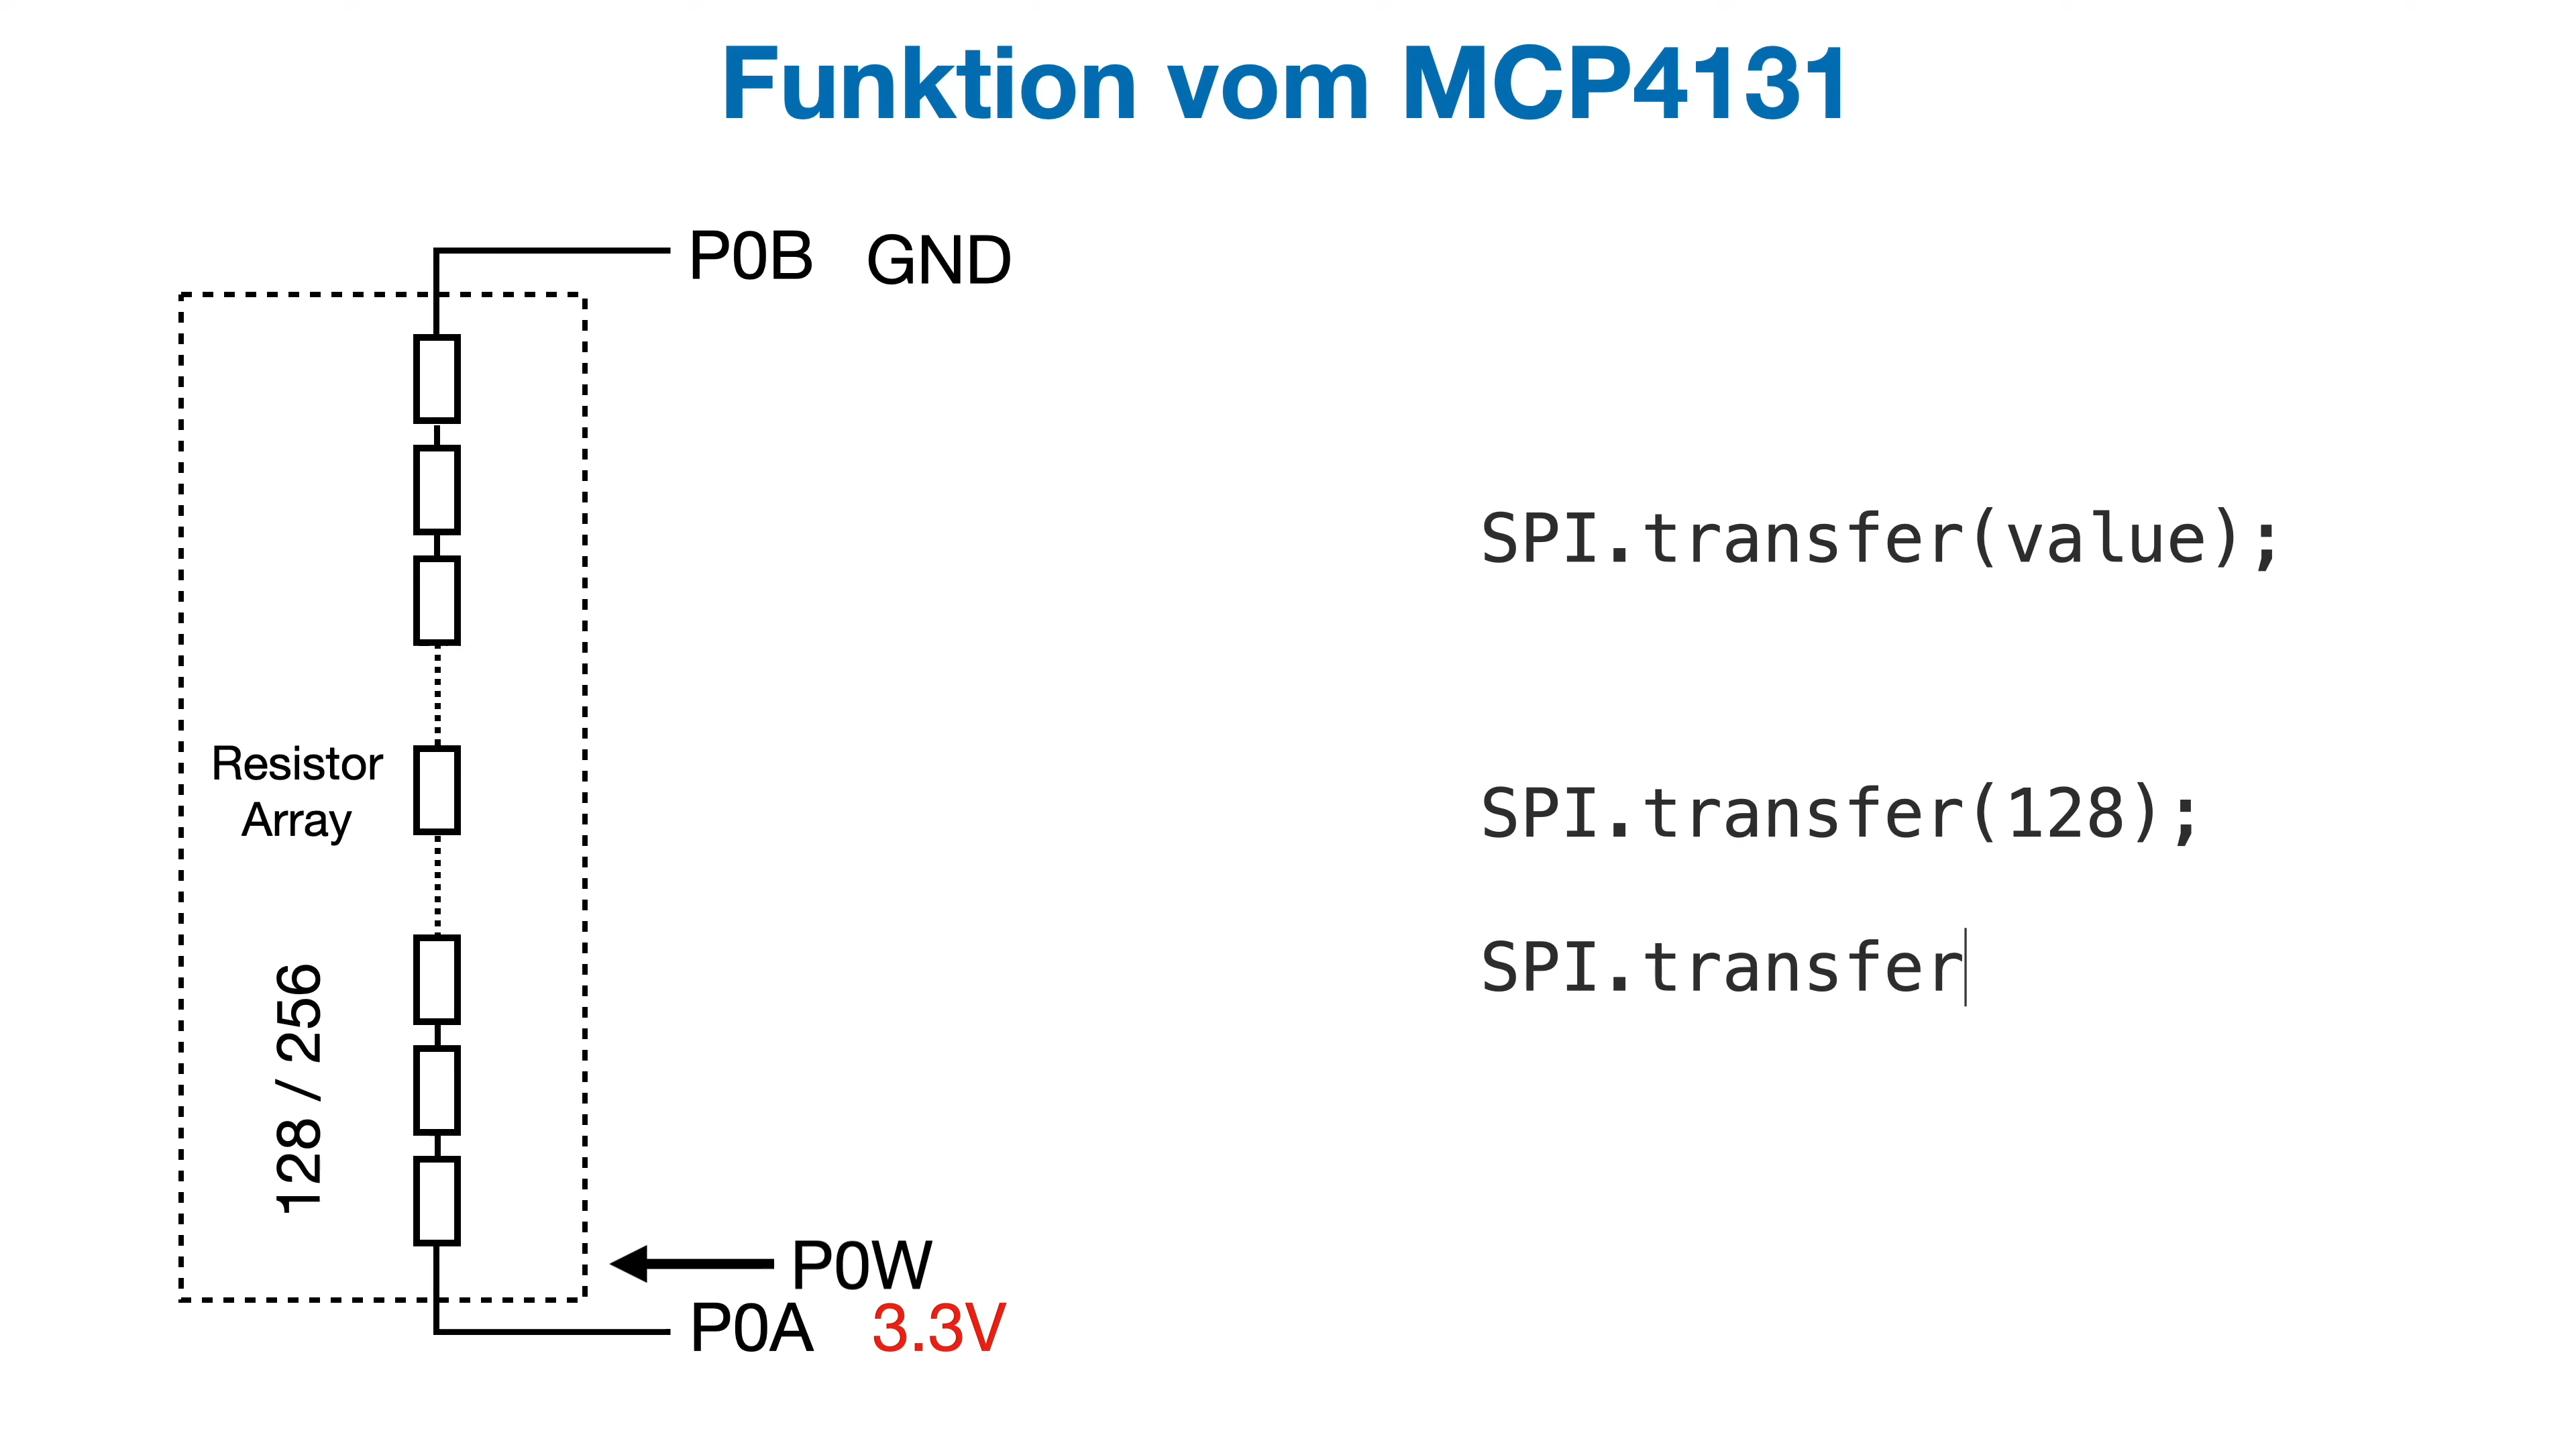 Funktion vom MCP4131
P0B GND
SPI.transfer(value);
Resistor
Array
SPI.transfer(128);
SPI.transfer
128 / 256
P0W
P0A 3.3V